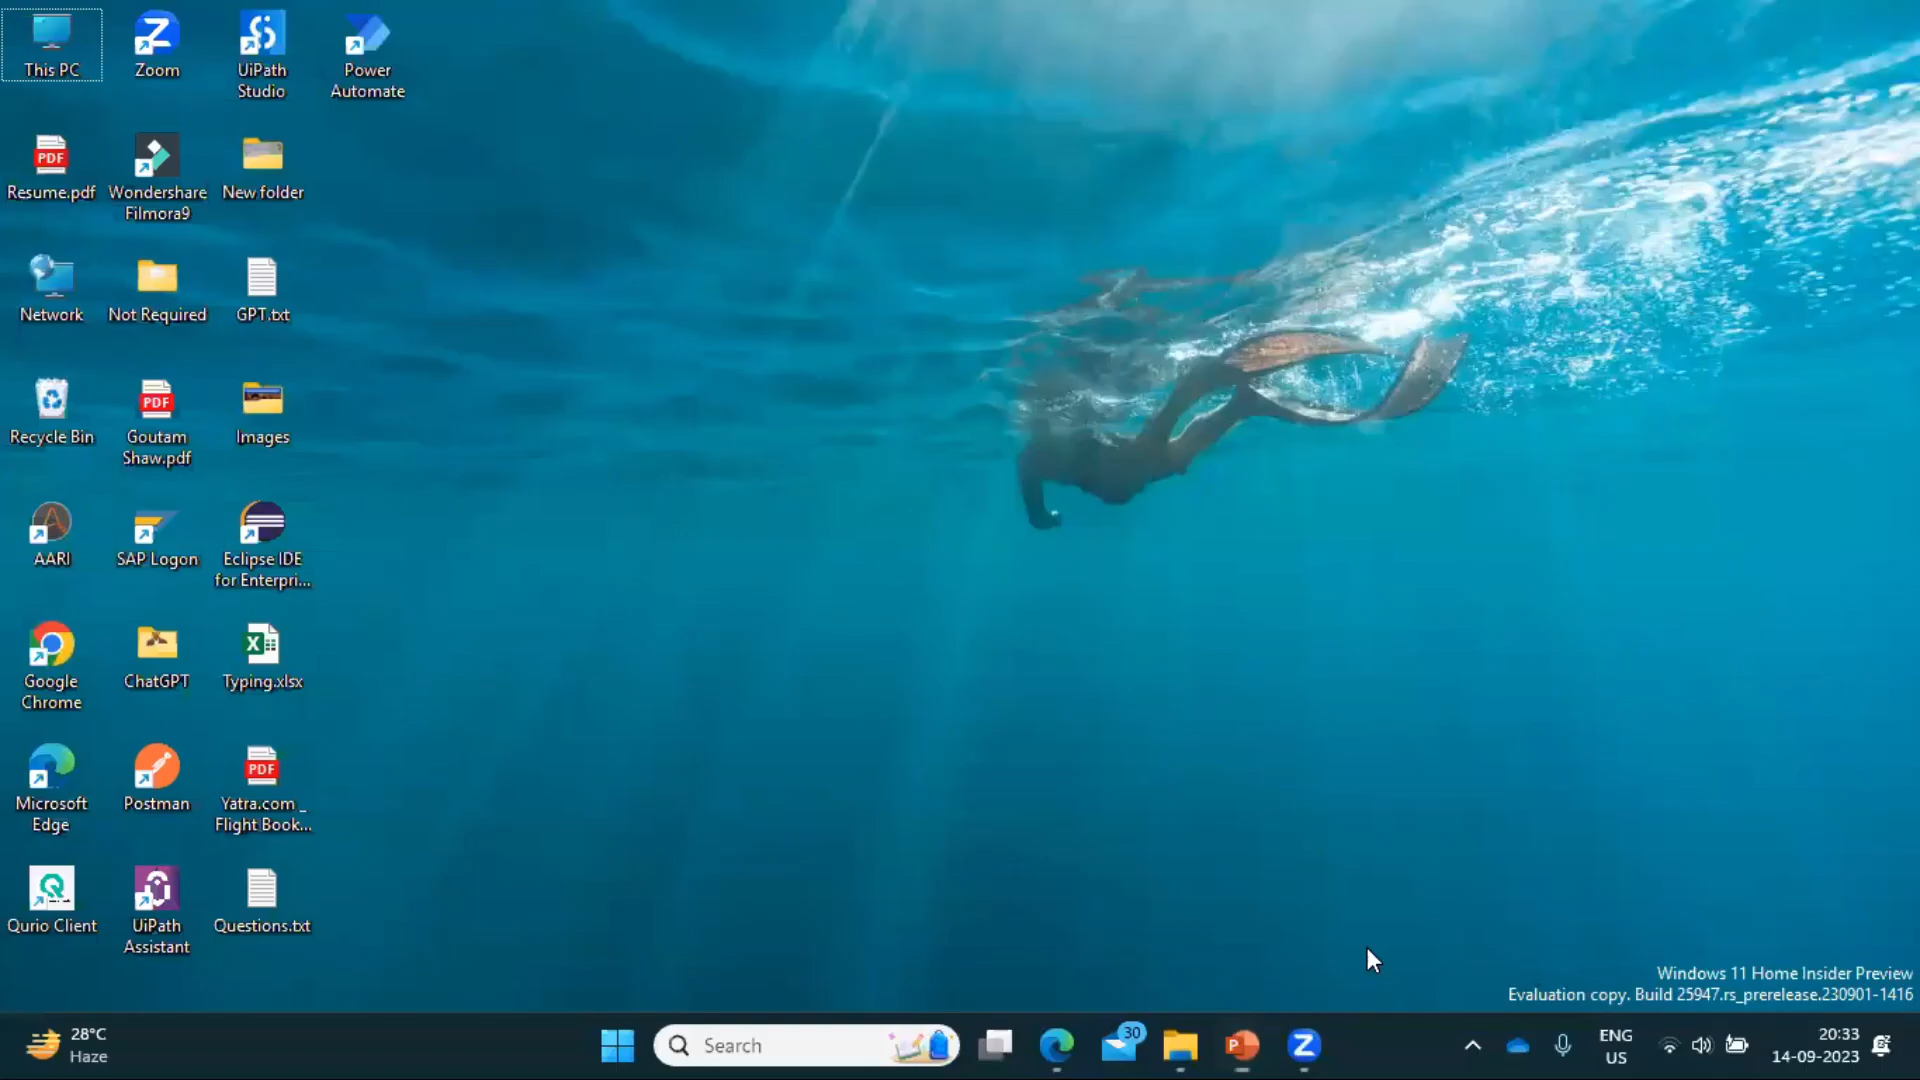 This PC
Zoom
UiPath
Studio
Power
Automate
PDF
Resume.pdf
Wondershare
Filmora9
New folder
Network
Not Required
GPT.txt
Recycle Bin
PDF
Goutam
Shaw.pdf
Images
AARI
SAP Logon
Eclipse IDE
for Enterpri...
Google
Chrome
ChatGPT
Typing.xlsx
Microsoft
Edge
Postman
PDF
Yatra.com _
Flight Book...
Qurio Client
UiPath
Assistant
Questions.txt
Windows 11 Home Insider Preview
Evaluation copy. Build 25947.rs_prerelease.230901-1416
28°C
Haze
Search
30
ENG
US
20:33
14-09-2023